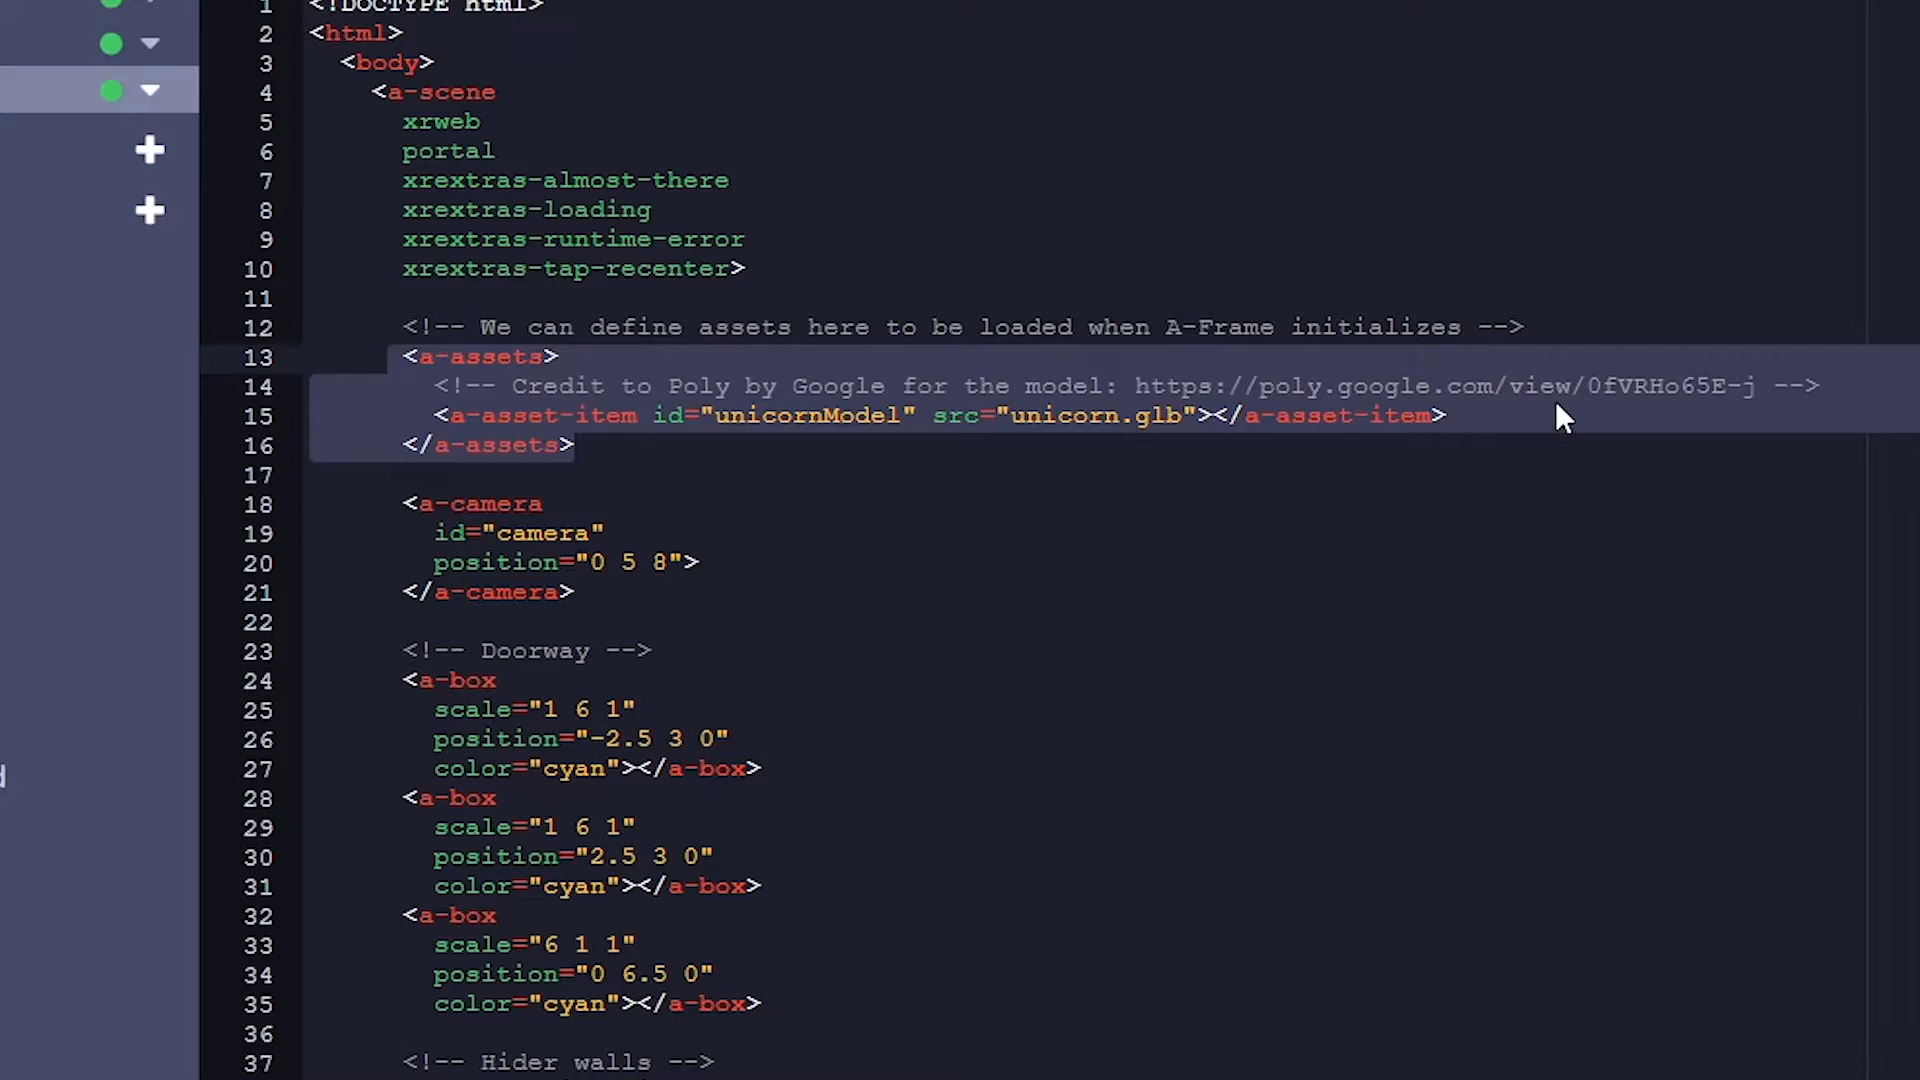 1 <!DOCTYPE html>
2 <html>
3 <body>
4 <a-scene
5 xrweb
6 portal
7 xrextras-almost-there
8 xrextras-loading
9 xrextras-runtime-error
10 xrextras-tap-recenter>
11
12 <!-- We can define assets here to be loaded when A-Frame initializes -->
13 <a-assets>
14 <!-- Credit to Poly by Google for the model: https://poly.google.com/view/0fVRHo65E-j -->
15 <a-asset-item id="unicornModel" src="unicorn.glb"></a-asset-item>
16 </a-assets>
17
18 <a-camera
19 id="camera"
20 position="0 5 8">
21 </a-camera>
22
23 <!-- Doorway -->
24 <a-box
25 scale="1 6 1"
26 position="-2.5 3 0"
27 color="cyan"></a-box>
28 <a-box
29 scale="1 6 1"
30 position="2.5 3 0"
31 color="cyan"></a-box>
32 <a-box
33 scale="6 1 1"
34 position="0 6.5 0"
35 color="cyan"></a-box>
36
37 <!-- Hider walls -->